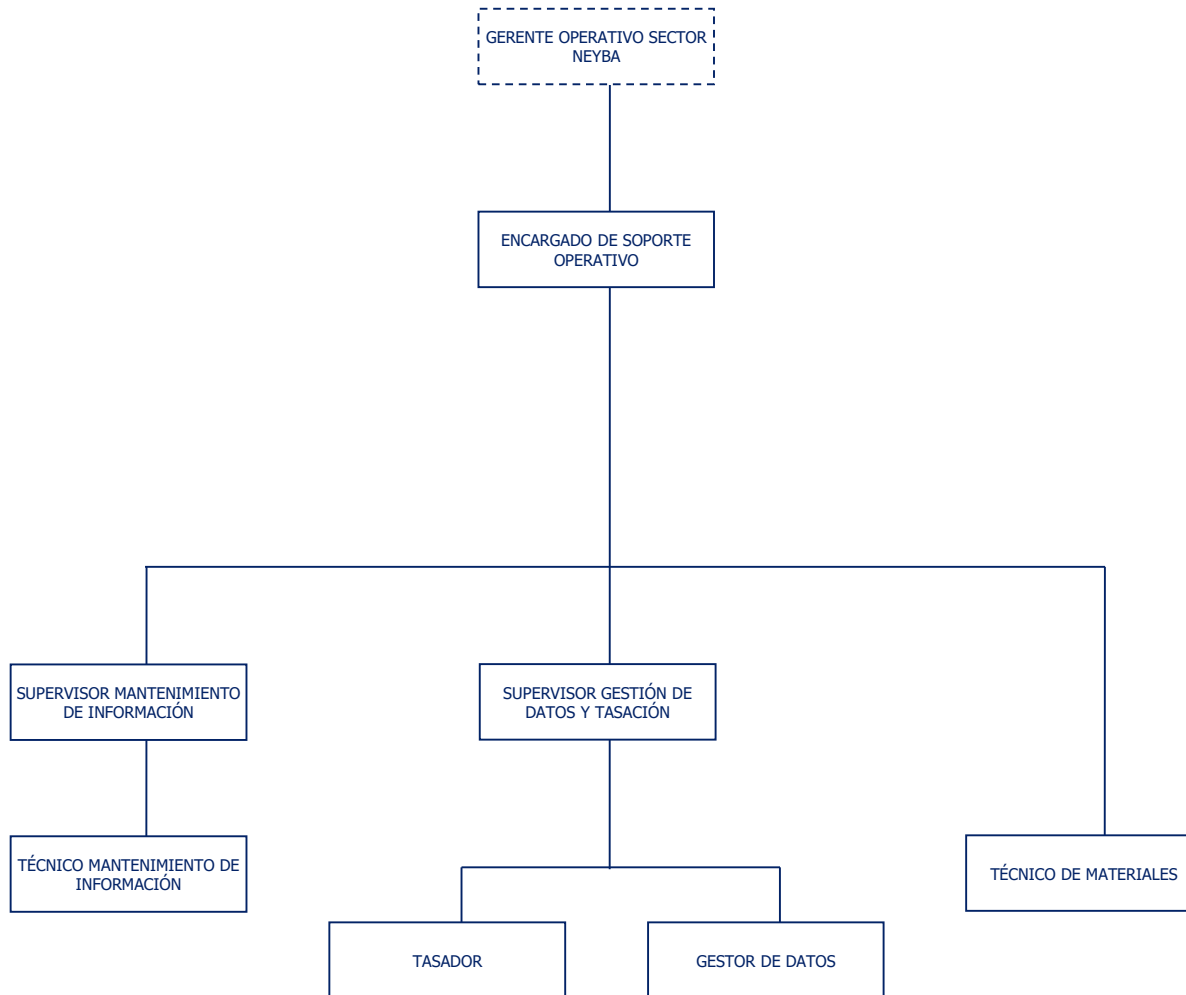 GERENTE OPERATIVO SECTOR
NEYBA
ENCARGADO DE SOPORTE
OPERATIVO
SUPERVISOR MANTENIMIENTO
DE INFORMACIÓN
SUPERVISOR GESTIÓN DE
DATOS Y TASACIÓN
TÉCNICO MANTENIMIENTO DE
INFORMACIÓN
TÉCNICO DE MATERIALES
TASADOR
GESTOR DE DATOS